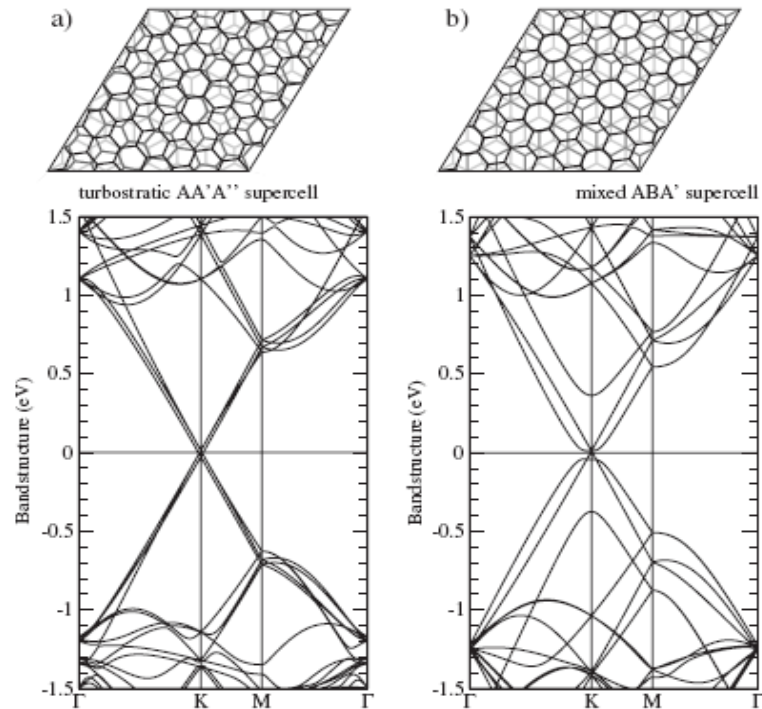 a)
b)
turbostratic AA'A'' supercell
mixed ABA' supercell
Bandstructure (eV)
1.5
1
0.5
0
-0.5
-1
-1.5
Γ
K
M
Γ
Bandstructure (eV)
1.5
1
0.5
0
-0.5
-1
-1.5
Γ
K
M
Γ